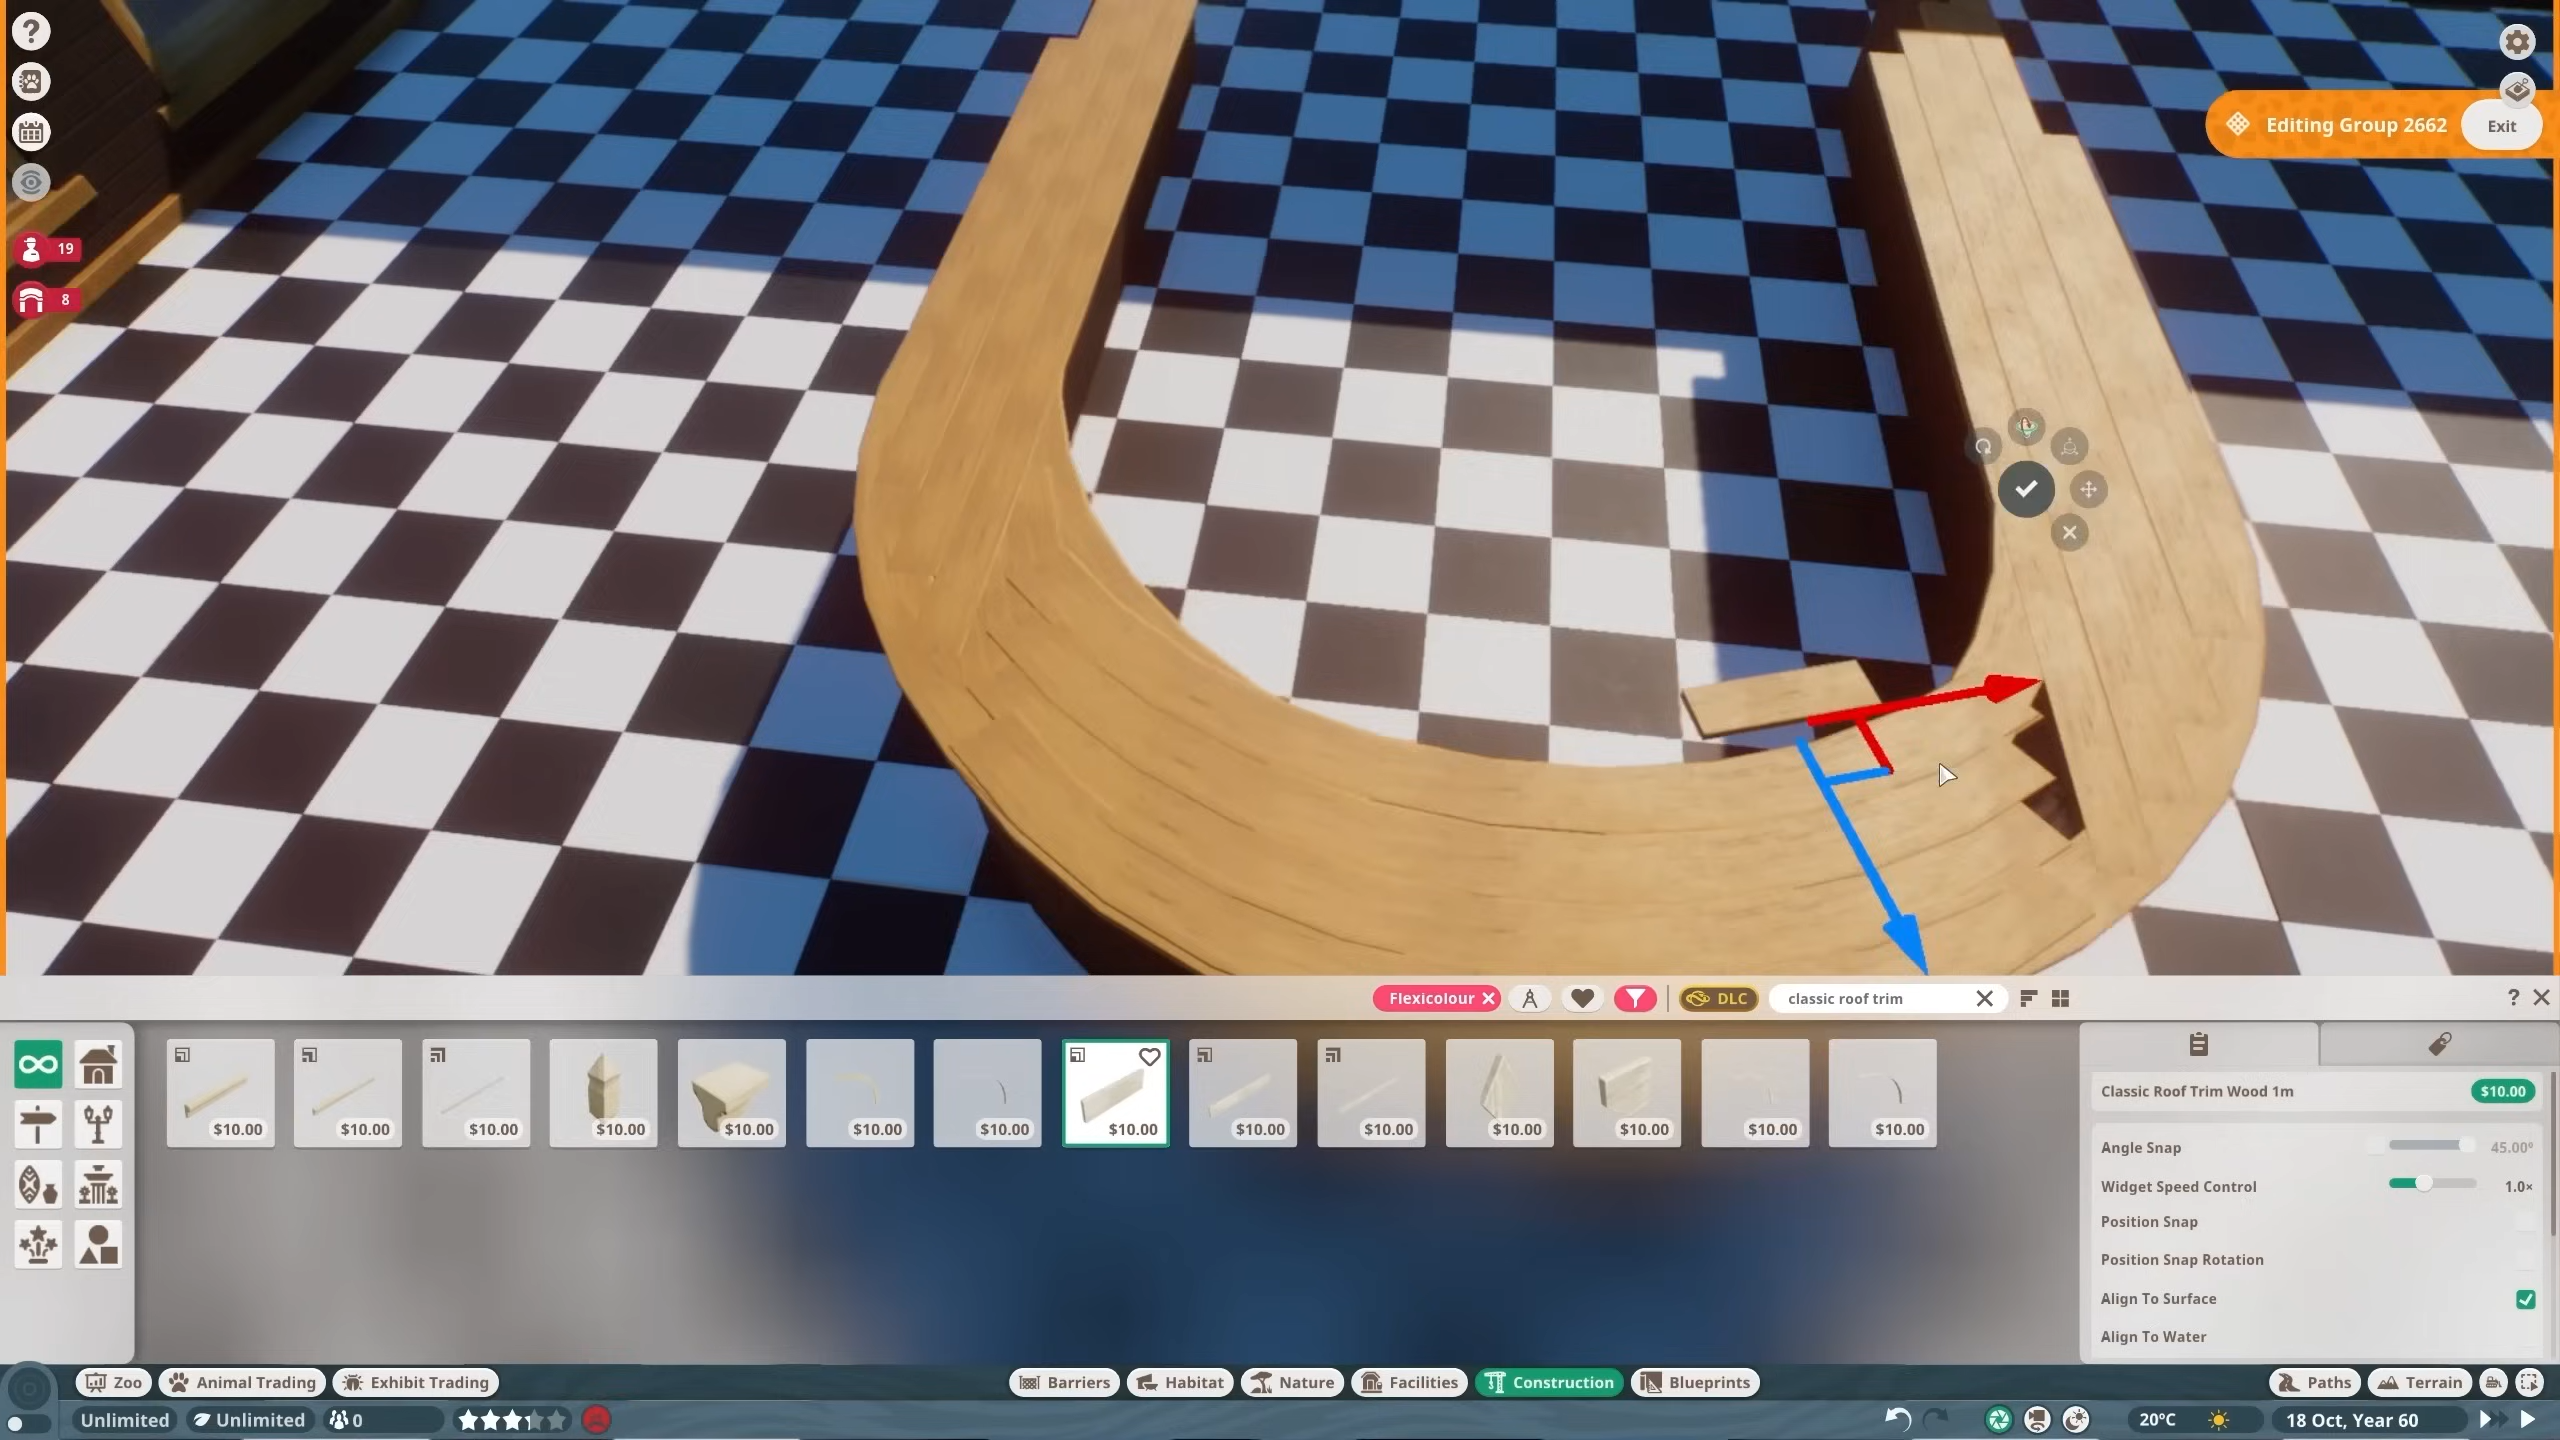 Editing Group 2662
Exit
19
8
Flexicolour
DLC
classic roof trim
?
$10.00
$10.00
$10.00
$10.00
$10.00
$10.00
$10.00
$10.00
$10.00
$10.00
$10.00
$10.00
$10.00
$10.00
Classic Roof Trim Wood 1m
$10.00
Angle Snap
45.00°
Widget Speed Control
1.0×
Position Snap
Position Snap Rotation
Align To Surface
Align To Water
Zoo
Animal Trading
Exhibit Trading
Barriers
Habitat
Nature
Facilities
Construction
Blueprints
Paths
Terrain
Unlimited
Unlimited
0
20°C
18 Oct, Year 60